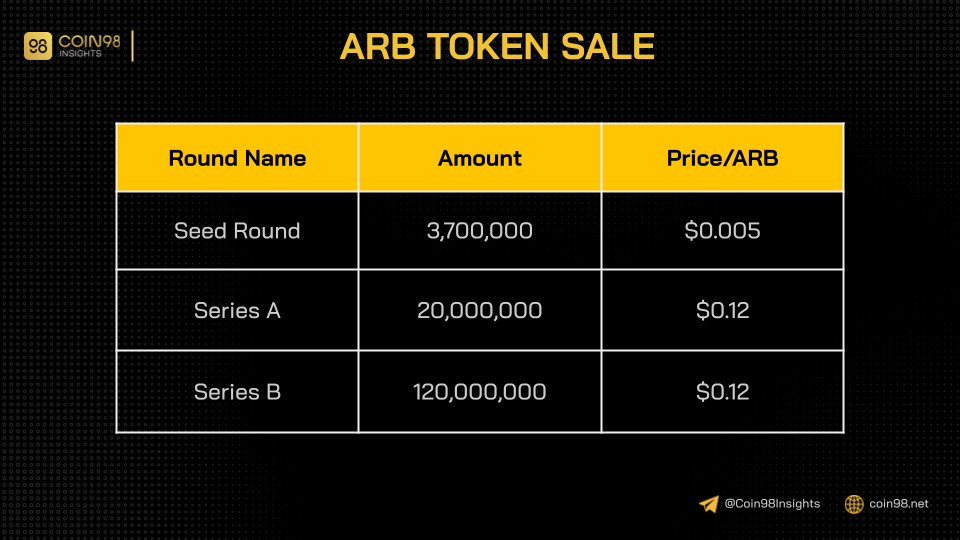 98 COIN98
INSIGHTS
ARB TOKEN SALE
Round Name Amount Price/ARB
Seed Round 3,700,000 $0.005
Series A 20,000,000 $0.12
Series B 120,000,000 $0.12
@Coin98Insights coin98.net